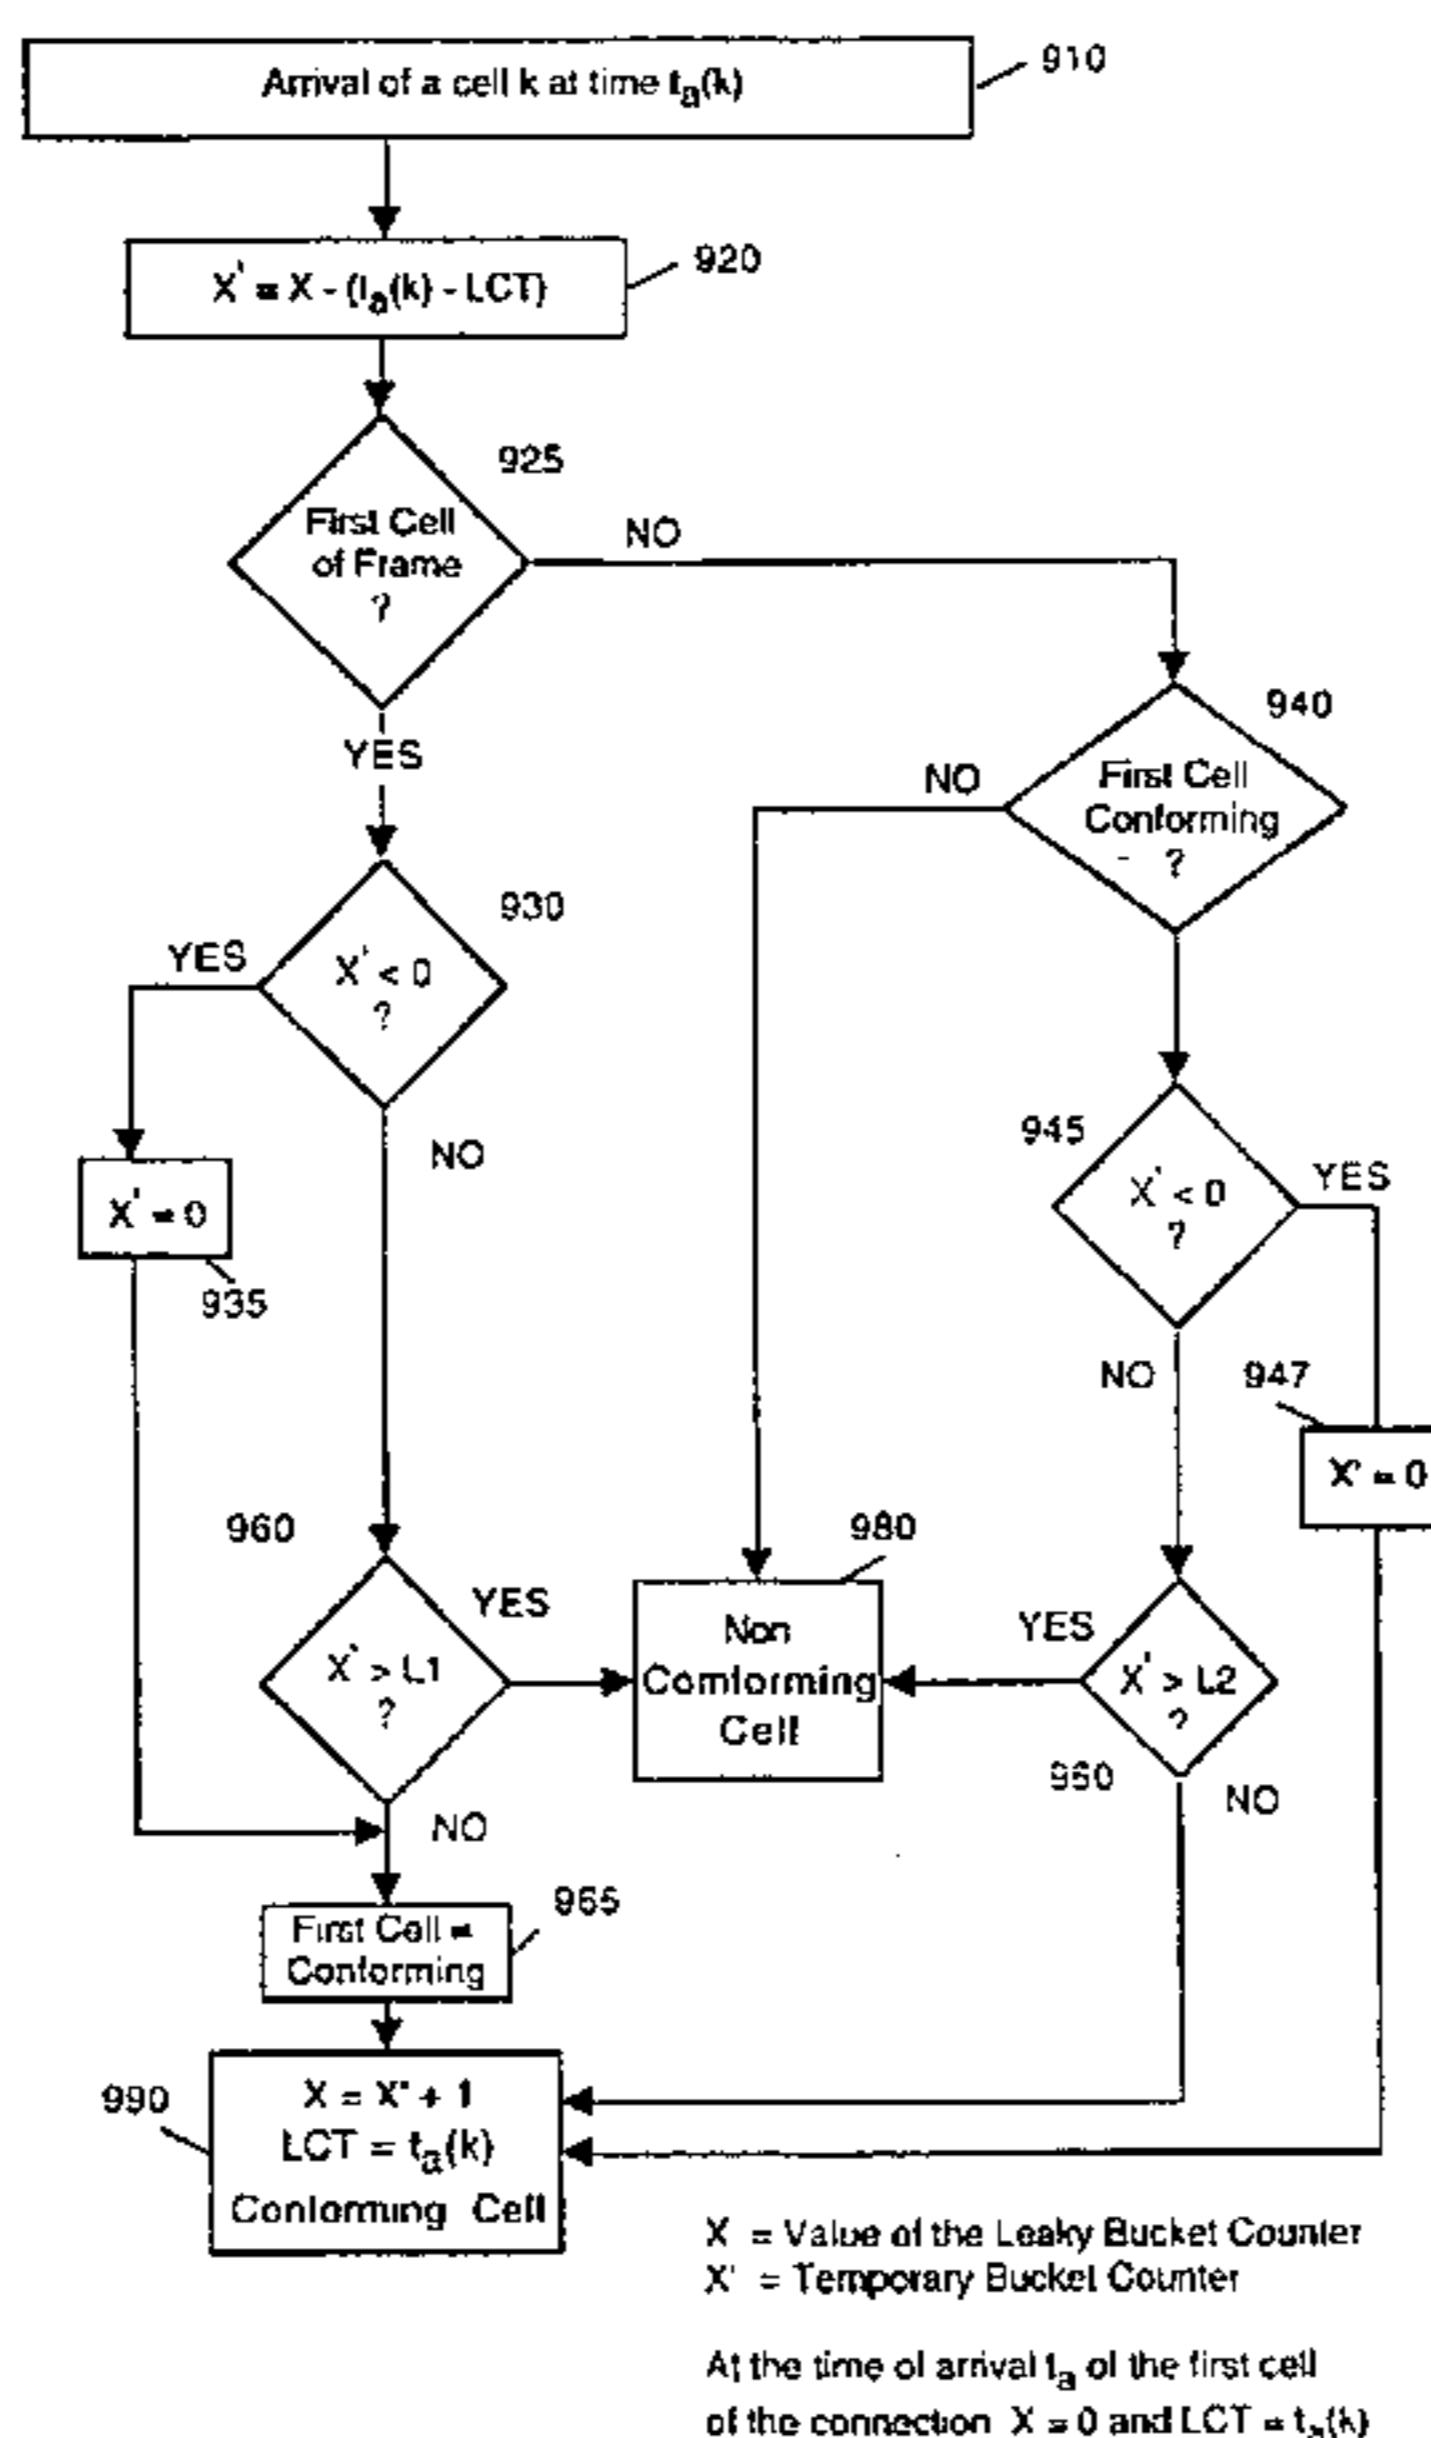 Arrival of a cell k at time ta(k)
910
X' = X - (ta(k) - LCT)
920
925
First Cell
of Frame
?
NO
YES
940
First Cell
Conforming
- ?
NO
930
X' < 0
?
YES
NO
X' = 0
935
945
X' < 0
?
YES
NO
947
X' = 0
960
X' > L1
?
YES
NO
980
Non
Comforming
Cell
X' > L2
?
YES
NO
First Cell =
Conforming
965
990
X = X' + 1
LCT = ta(k)
Conforming Cell
X = Value of the Leaky Bucket Counter
X' = Temporary Bucket Counter
At the time of arrival ta of the first cell
of the connection X = 0 and LCT = ta(k)